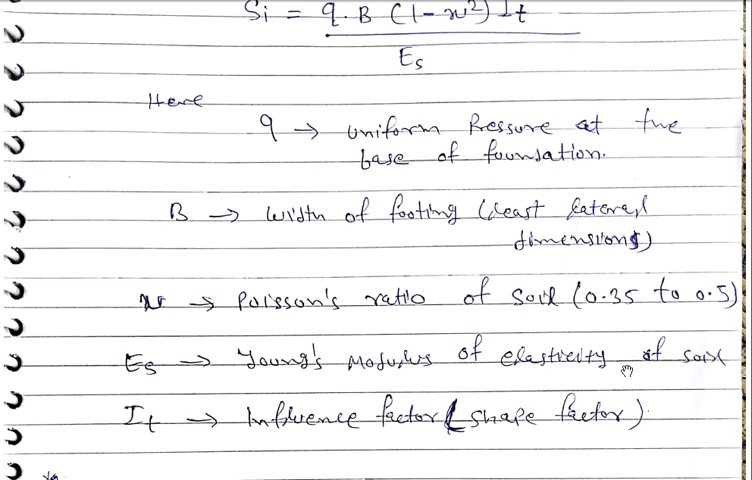 Si = q. B (1 - μ²) It
Es
Here
q → Uniform Pressure at the
base of foundation.
B → Width of footing (least lateral
dimensions)
μ → Poisson's ratio of soil (0.35 to 0.5)
Es → Young's Modulus of elasticity of soil
It → Influence factor (shape factor).